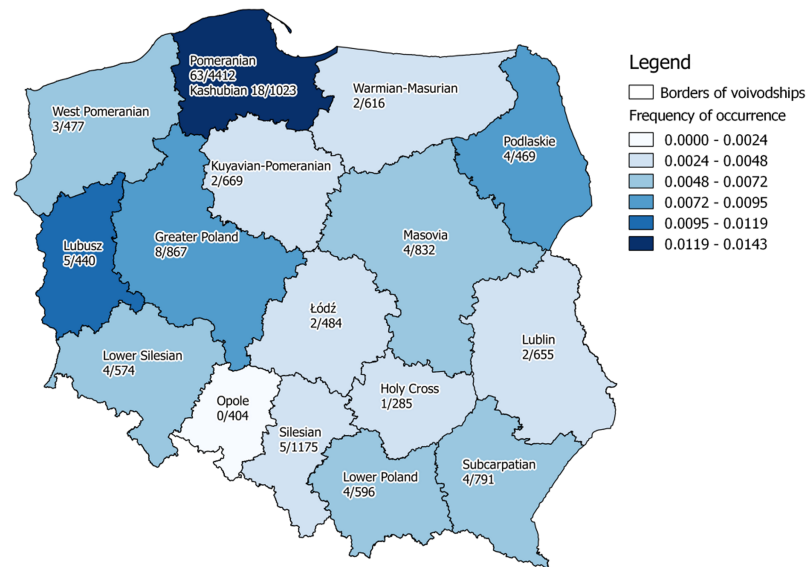 Pomeranian
63/4412
Kashubian 18/1023
West Pomeranian
3/477
Warmian-Masurian
2/616
Podlaskie
4/469
Kuyavian-Pomeranian
2/669
Lubusz
5/440
Greater Poland
8/867
Masovia
4/832
Łódź
2/484
Lublin
2/655
Lower Silesian
4/574
Opole
0/404
Silesian
5/1175
Holy Cross
1/285
Lower Poland
4/596
Subcarpatian
4/791
Legend
Borders of voivodships
Frequency of occurrence
0.0000 - 0.0024
0.0024 - 0.0048
0.0048 - 0.0072
0.0072 - 0.0095
0.0095 - 0.0119
0.0119 - 0.0143